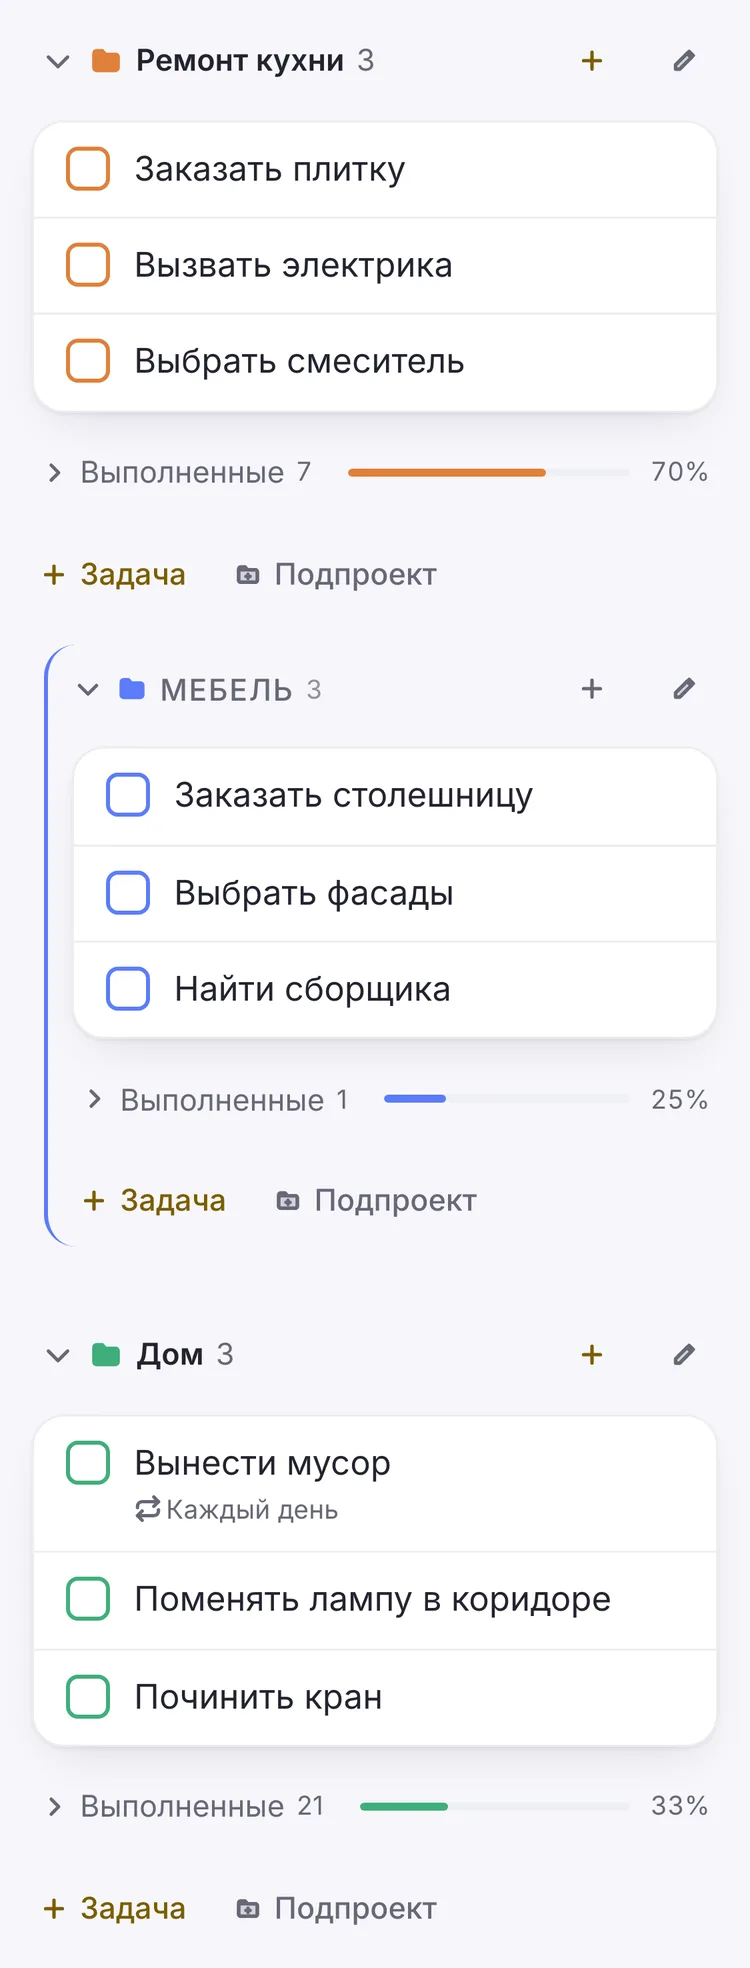 Ремонт кухни 3
Заказать плитку
Вызвать электрика
Выбрать смеситель
Выполненные 7 70%
+ Задача Подпроект
МЕБЕЛЬ 3
Заказать столешницу
Выбрать фасады
Найти сборщика
Выполненные 1 25%
+ Задача Подпроект
Дом 3
Вынести мусор
Каждый день
Поменять лампу в коридоре
Починить кран
Выполненные 21 33%
+ Задача Подпроект